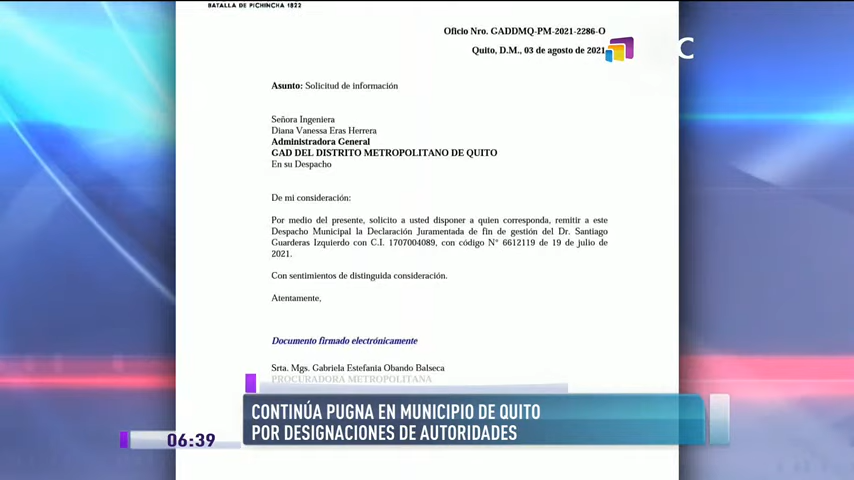 BATALLA DE PICHINCHA 1822
Oficio Nro. GADDMQ-PM-2021-2286-O
Quito, D.M., 03 de agosto de 2021
C
Asunto: Solicitud de información
Señora Ingeniera
Diana Vanessa Eras Herrera
Administradora General
GAD DEL DISTRITO METROPOLITANO DE QUITO
En su Despacho
De mi consideración:
Por medio del presente, solicito a usted disponer a quien corresponda, remitir a este
Despacho Municipal la Declaración Juramentada de fin de gestión del Dr. Santiago
Guarderas Izquierdo con C.I. 1707004089, con código N° 6612119 de 19 de julio de
2021.
Con sentimientos de distinguida consideración.
Atentamente,
Documento firmado electrónicamente
Srta. Mgs. Gabriela Estefania Obando Balseca
PROCURADORA METROPOLITANA
CONTINÚA PUGNA EN MUNICIPIO DE QUITO
POR DESIGNACIONES DE AUTORIDADES
06:39